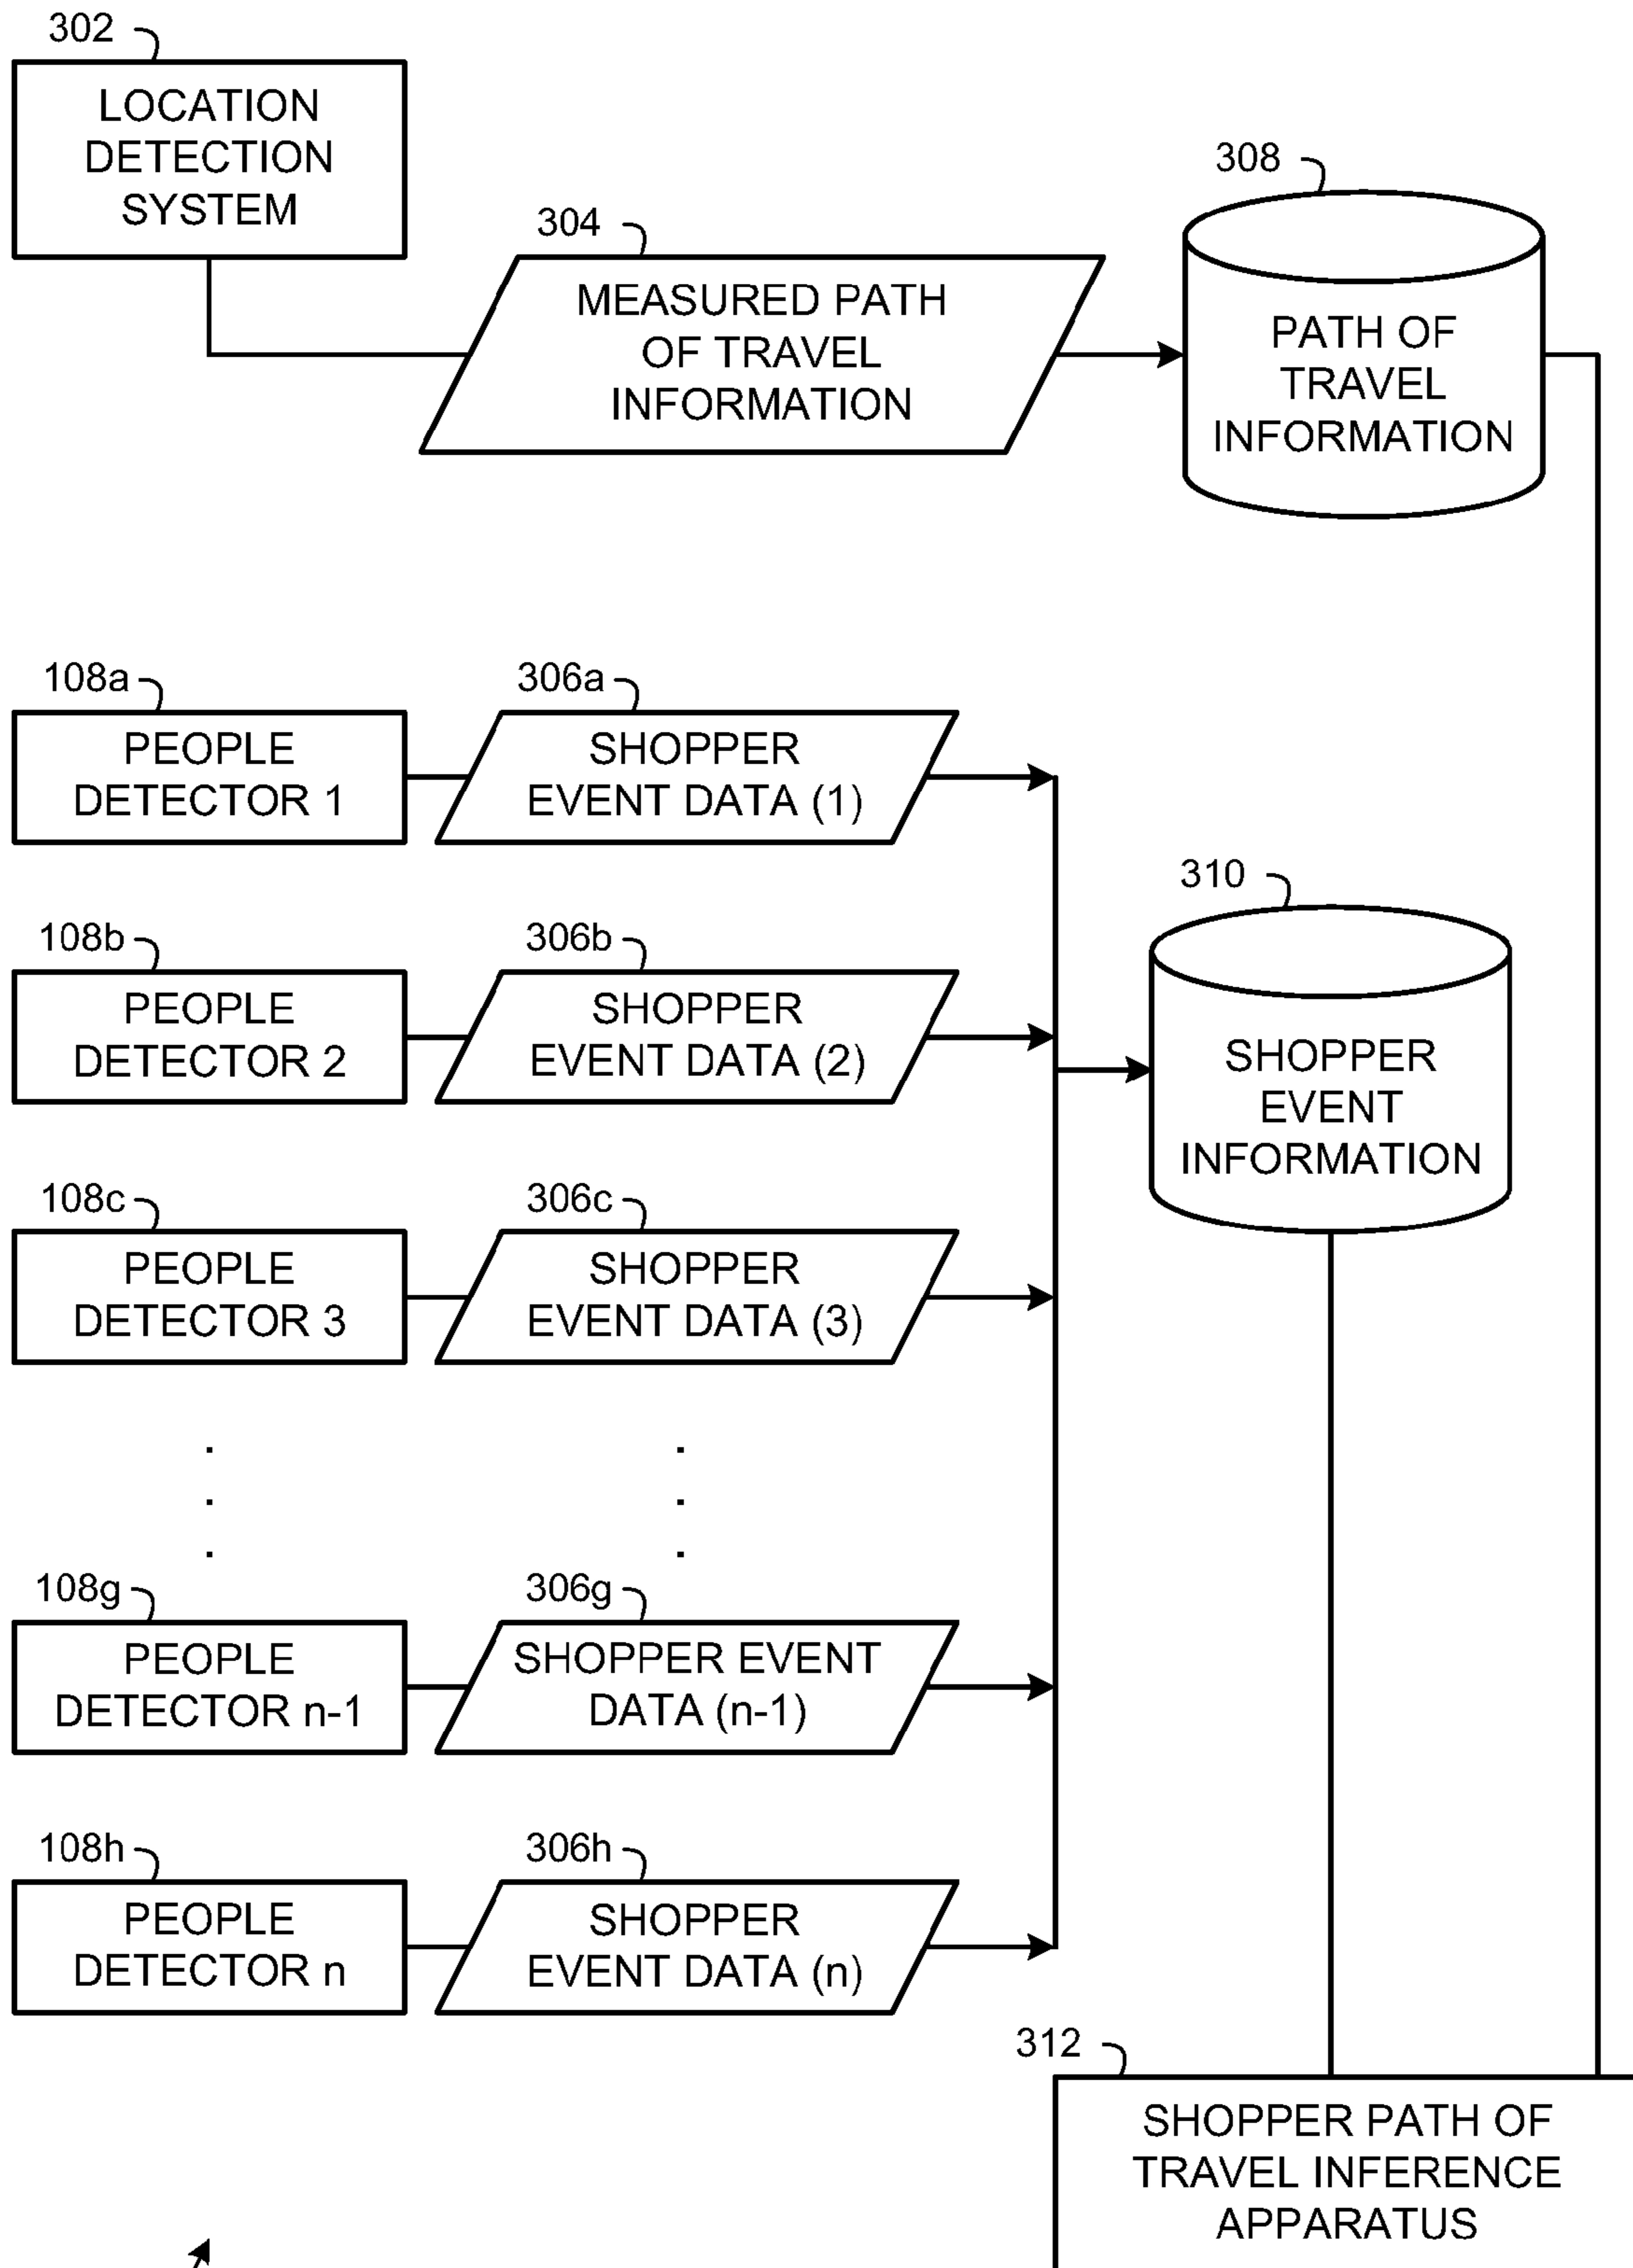 302
LOCATION
DETECTION
SYSTEM
304
MEASURED PATH
OF TRAVEL
INFORMATION
308
PATH OF
TRAVEL
INFORMATION
108a
PEOPLE
DETECTOR 1
306a
SHOPPER
EVENT DATA (1)
108b
PEOPLE
DETECTOR 2
306b
SHOPPER
EVENT DATA (2)
310
SHOPPER
EVENT
INFORMATION
108c
PEOPLE
DETECTOR 3
306c
SHOPPER
EVENT DATA (3)
108g
PEOPLE
DETECTOR n-1
306g
SHOPPER EVENT
DATA (n-1)
108h
PEOPLE
DETECTOR n
306h
SHOPPER
EVENT DATA (n)
312
SHOPPER PATH OF
TRAVEL INFERENCE
APPARATUS